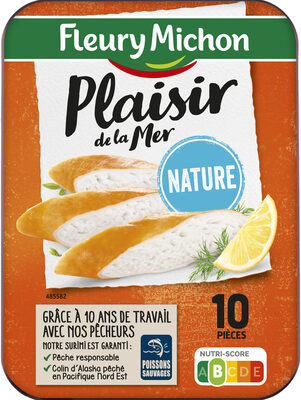 Fleury Michon
Plaisir
de la Mer
NATURE
485582
GRÂCE À 10 ANS DE TRAVAIL
AVEC NOS PÊCHEURS
NOTRE SURIMI EST GARANTI :
✓ Pêche responsable
✓ Colin d'Alaska pêché
en Pacifique Nord Est
POISSONS
SAUVAGES
10
PIÈCES
NUTRI-SCORE
A B C D E